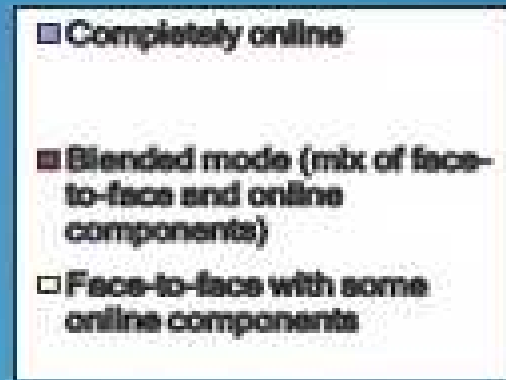 Completely online
Blended mode (mix of face-
to-face and online
components)
Face-to-face with some
online components